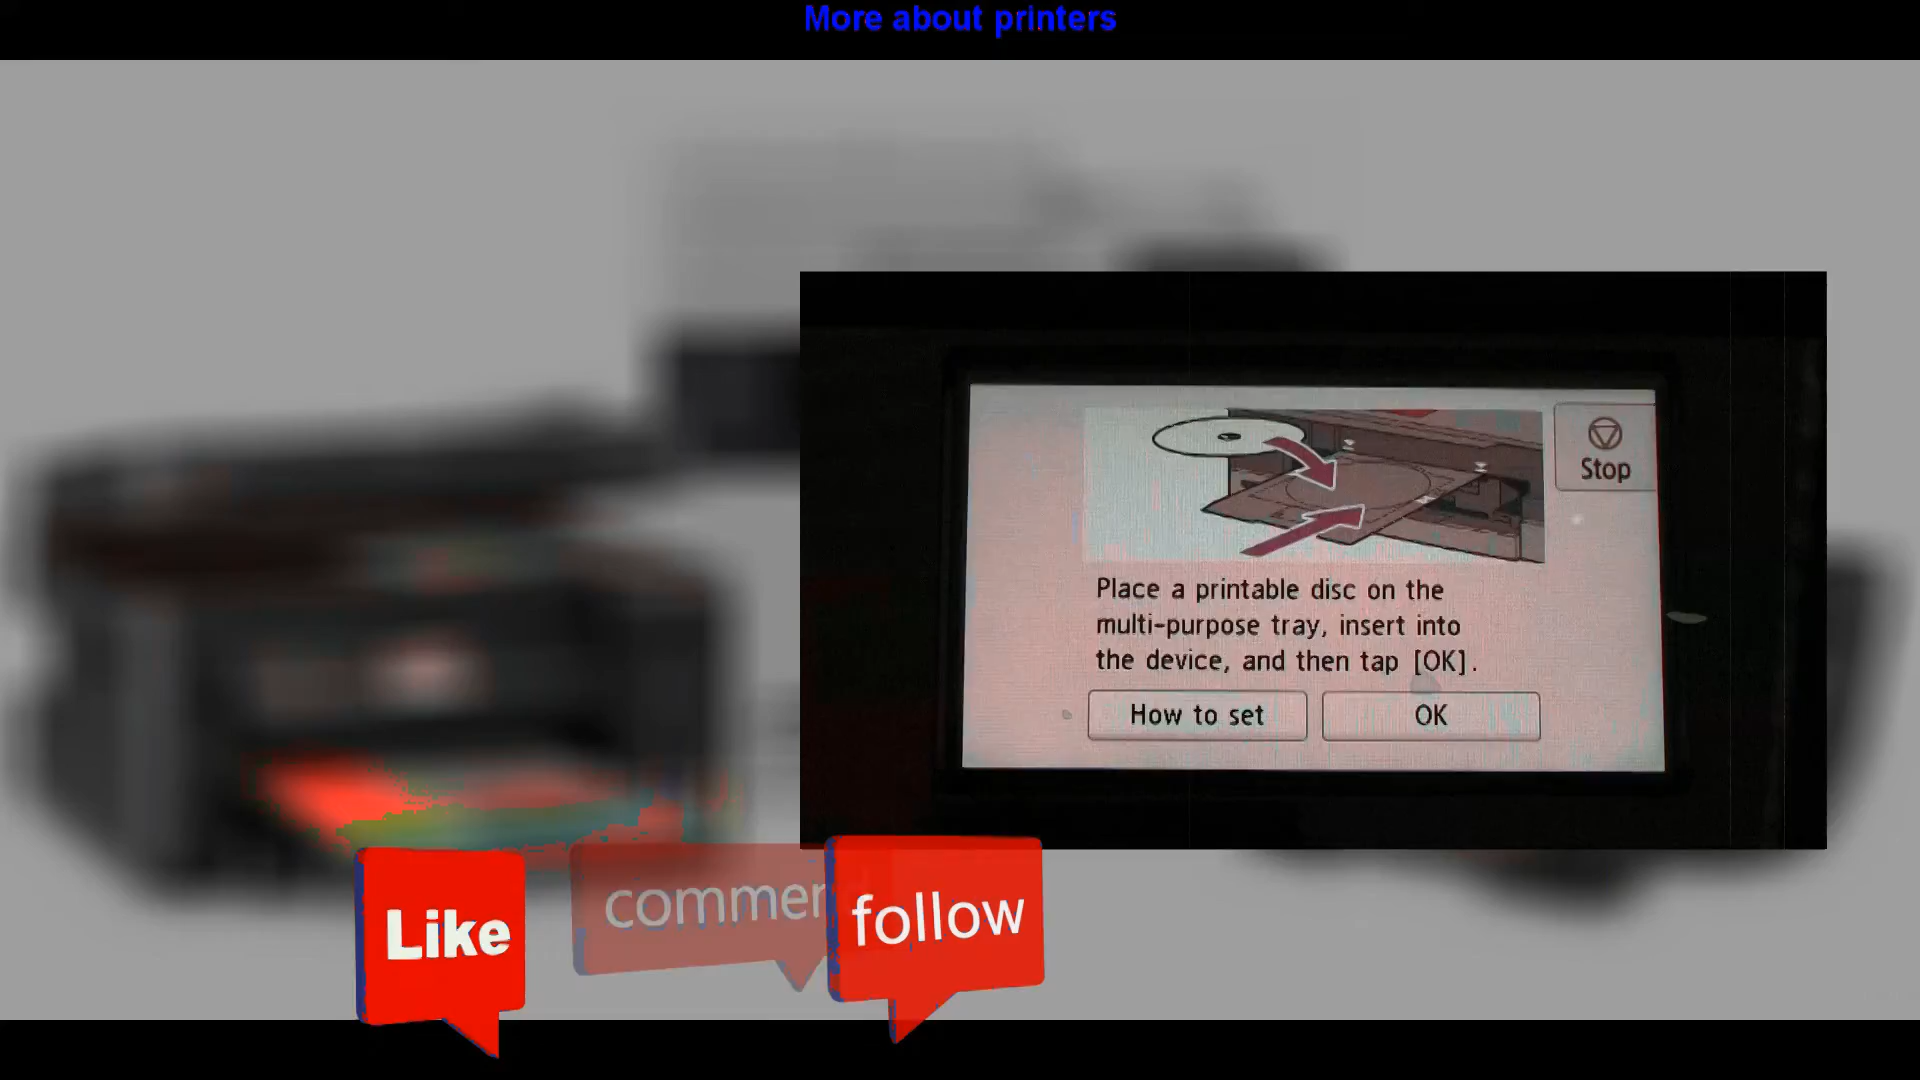 More about printers
Stop
Place a printable disc on the
multi-purpose tray, insert into
the device, and then tap [OK].
How to set
OK
Like
follow